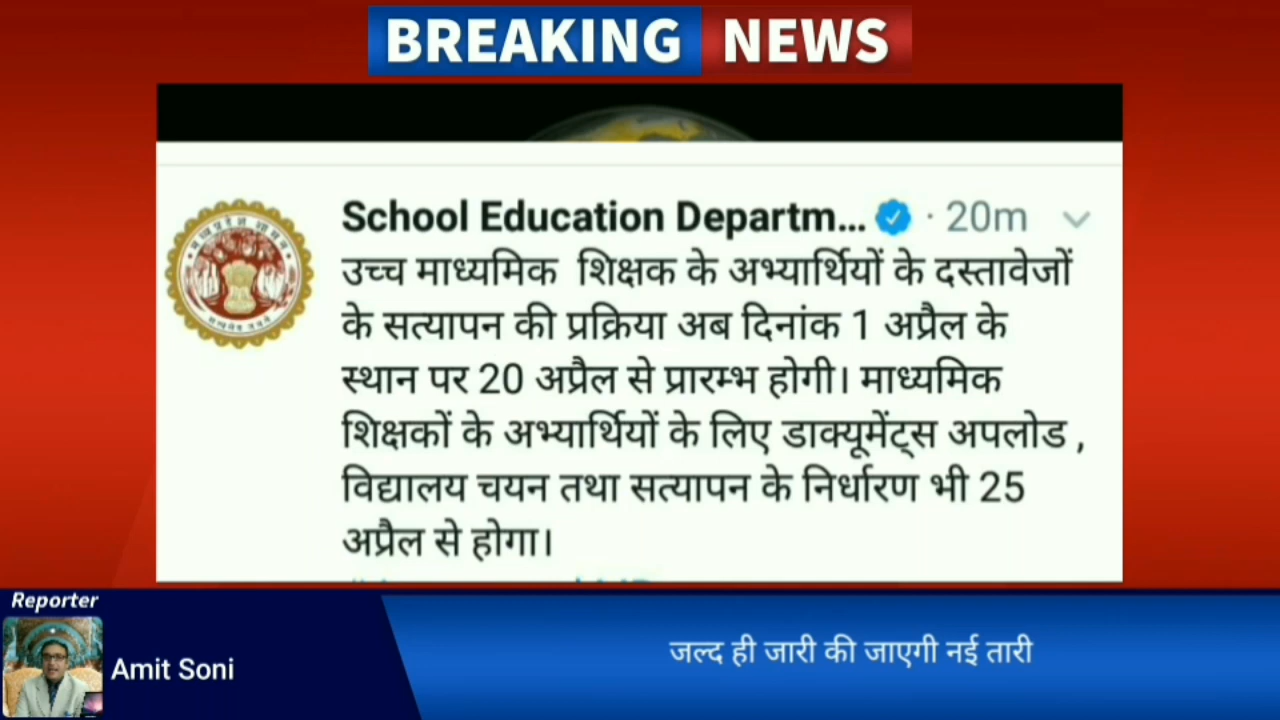 BREAKING NEWS
School Education Departm... · 20m
उच्च माध्यमिक शिक्षक के अभ्यार्थियों के दस्तावेजों
के सत्यापन की प्रक्रिया अब दिनांक 1 अप्रैल के
स्थान पर 20 अप्रैल से प्रारम्भ होगी। माध्यमिक
शिक्षकों के अभ्यार्थियों के लिए डाक्यूमेंट्स अपलोड ,
विद्यालय चयन तथा सत्यापन के निर्धारण भी 25
अप्रैल से होगा।
Reporter
Amit Soni
जल्द ही जारी की जाएगी नई तारी